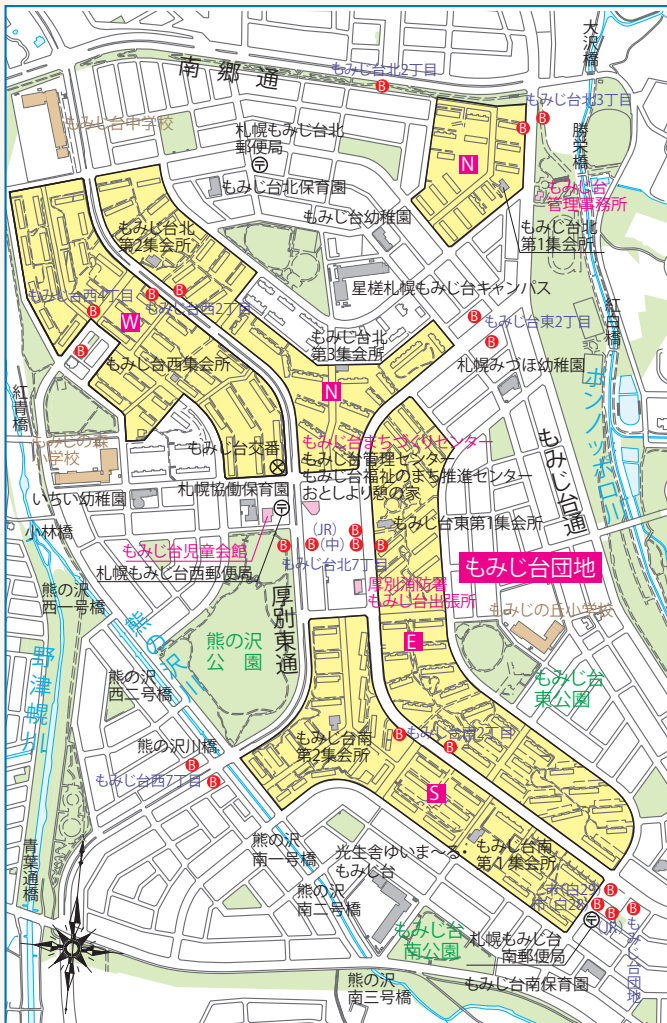 大沢橋
南郷通
もみじ台北2丁目
もみじ台北3丁目
もみじ台中学校
札幌もみじ台北
郵便局
勝栄橋
N
もみじ台北保育園
もみじ台
管理事務所
もみじ台幼稚園
もみじ台北
第1集会所
もみじ台北
第2集会所
星槎札幌もみじ台キャンパス
もみじ台西4丁目
もみじ台西2丁目
W
紅白橋
もみじ台東2丁目
もみじ台北
第3集会所
もみじ台西集会所
札幌みづほ幼稚園
ポンノッポロ川
紅青橋
N
もみじの森
小学校
もみじ台交番
もみじ台まちづくりセンター
もみじ台管理センター
もみじ台福祉のまち推進センター
おとしより憩の家
もみじ台通
いちい幼稚園
札幌協働保育園
小林橋
もみじ台児童会館
札幌もみじ台西郵便局
(JR)
(中)
もみじ台東第1集会所
もみじ台北7丁目
もみじ台団地
熊の沢
西一号橋
厚別消防署
もみじ台出張所
もみじの丘小学校
熊の沢川
熊の沢
公園
厚別東通
E
野津幌川
もみじ台
東公園
熊の沢
西二号橋
熊の沢川橋
もみじ台南
第2集会所
もみじ台南2丁目
もみじ台西7丁目
S
青葉通橋
熊の沢
南一号橋
光生舎ゆいま~る・
もみじ台
もみじ台南
第1集会所
熊の沢
南二号橋
市(白29)
市(白28)
(JR)
もみじ台団地
もみじ台
南公園
札幌もみじ台
南郵便局
もみじ台南保育園
熊の沢
南三号橋